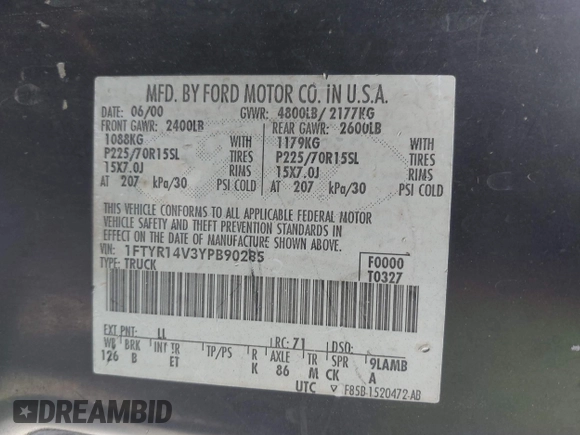 MFD. BY FORD MOTOR CO. IN U.S.A.
DATE: 06/00 GVWR: 4800LB/ 2177KG
FRONT GAWR: 2400LB REAR GAWR: 2600LB
1088KG 1179KG
P225/70R15SL TIRES P225/70R15SL TIRES
15X7.0J RIMS 15X7.0J RIMS
AT 207 kPa/30 PSI COLD AT 207 kPa/30 PSI COLD
THIS VEHICLE CONFORMS TO ALL APPLICABLE FEDERAL MOTOR
VEHICLE SAFETY BUMPER, AND THEFT PREVENTION STANDARDS IN
EFFECT ON THE DATE OF MANUFACTURE SHOWN ABOVE.
VIN: 1FTYR14V3YPB90285
TYPE: TRUCK
F0000
T0327
EXT PNT: LL RC: 71 DSO:
WB BRK INT TR TP/PS R AXLE TR SPR 9LAMB
126 B ET K 86 M CK A
UTC ▽ F85B-1520472-AB
DREAMBID